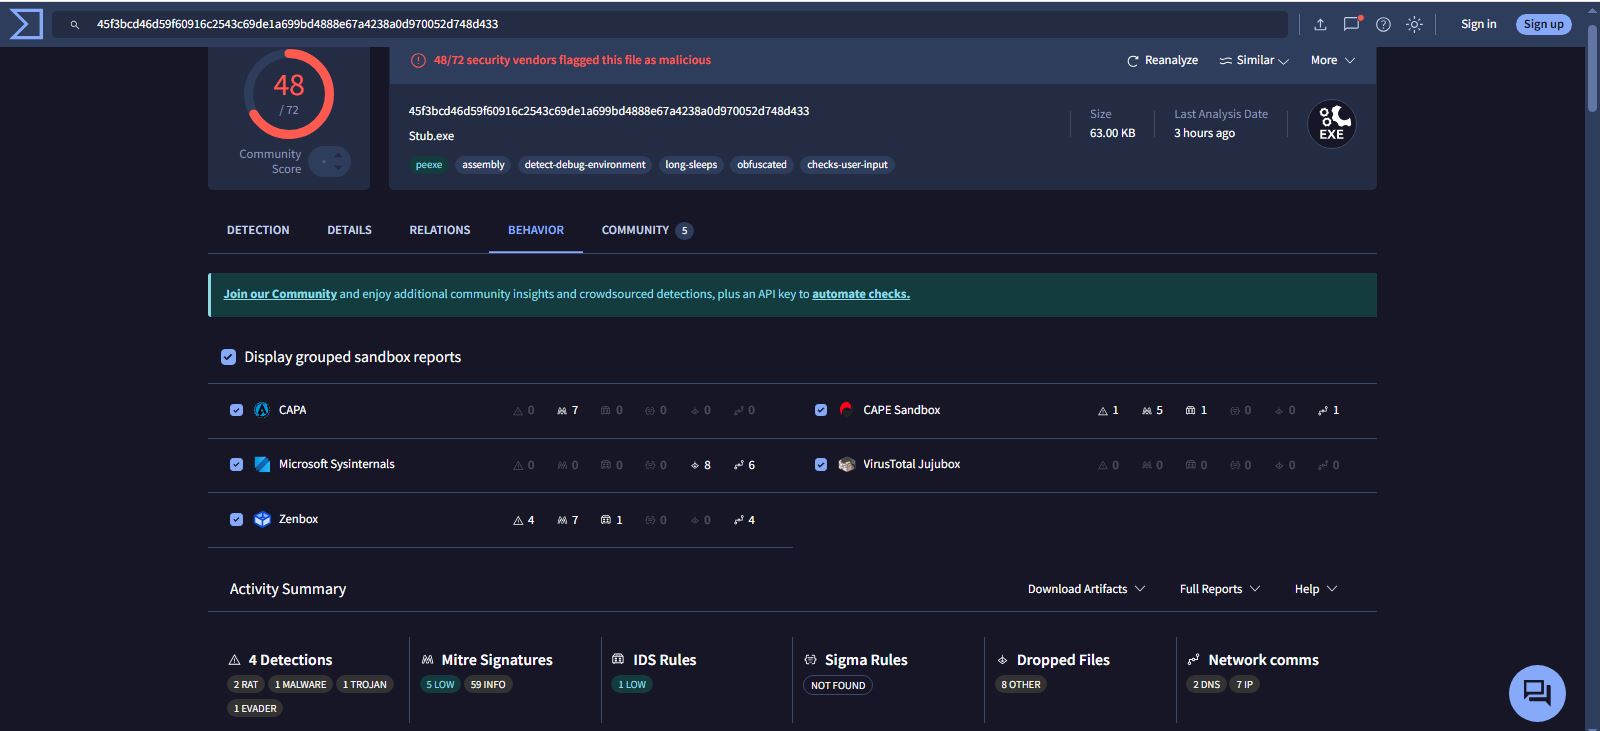 45f3bcd46d59f60916c2543c69de1a699bd4888e67a4238a0d970052d748d433
Sign in
Sign up
48
/ 72
Community
Score
48/72 security vendors flagged this file as malicious
Reanalyze
Similar
More
45f3bcd46d59f60916c2543c69de1a699bd4888e67a4238a0d970052d748d433
Stub.exe
peexe
assembly
detect-debug-environment
long-sleeps
obfuscated
checks-user-input
Size
63.00 KB
Last Analysis Date
3 hours ago
EXE
DETECTION
DETAILS
RELATIONS
BEHAVIOR
COMMUNITY 5
Join our Community and enjoy additional community insights and crowdsourced detections, plus an API key to automate checks.
Display grouped sandbox reports
CAPA 0 7 0 0 0 0
CAPE Sandbox 1 5 1 0 0 1
Microsoft Sysinternals 0 0 0 0 8 6
VirusTotal Jujubox 0 0 0 0 0 0
Zenbox 4 7 1 0 0 4
Activity Summary
Download Artifacts
Full Reports
Help
4 Detections
2 RAT
1 MALWARE
1 TROJAN
1 EVADER
Mitre Signatures
5 LOW
59 INFO
IDS Rules
1 LOW
Sigma Rules
NOT FOUND
Dropped Files
8 OTHER
Network comms
2 DNS
7 IP